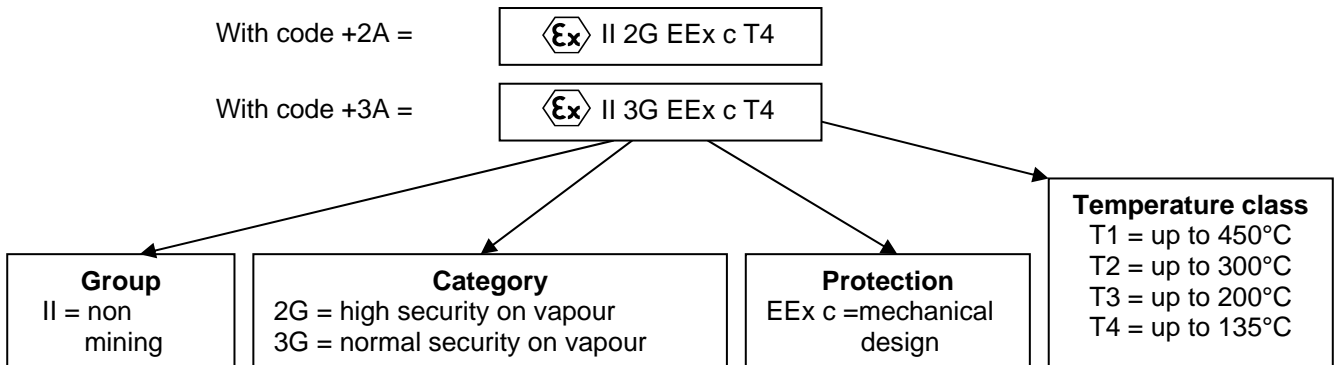 With code +2A = Ex II 2G EEx c T4
With code +3A = Ex II 3G EEx c T4
Group
II = non
mining
Category
2G = high security on vapour
3G = normal security on vapour
Protection
EEx c =mechanical
design
Temperature class
T1 = up to 450°C
T2 = up to 300°C
T3 = up to 200°C
T4 = up to 135°C